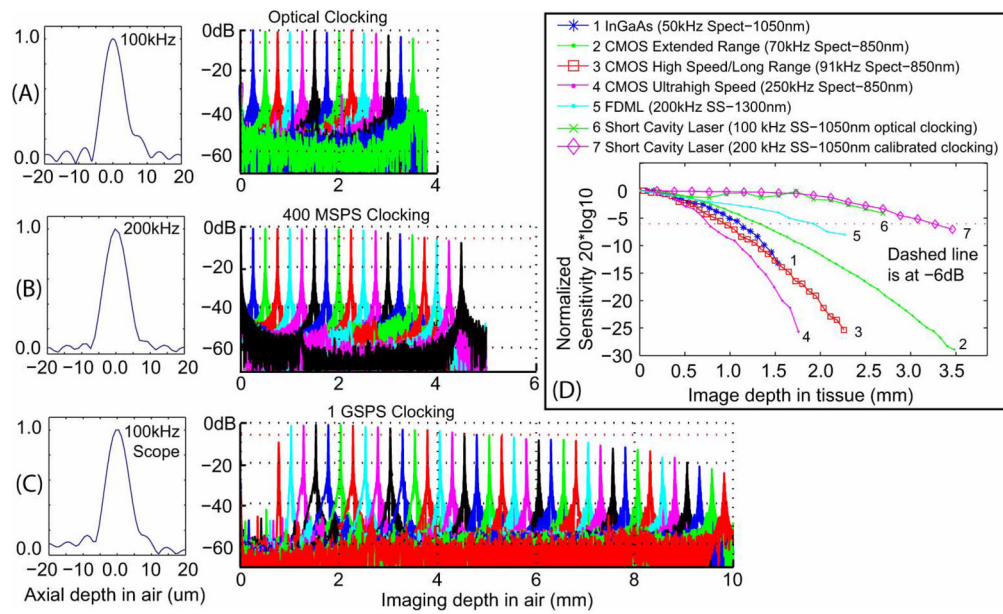 Optical Clocking
(A)
100kHz
1.0
0.0
-20 -10 0.0 10 20
0dB
-20
-40
-60
0 2 4
400 MSPS Clocking
(B)
200kHz
1.0
0.0
-20 -10 0.0 10 20
0dB
-20
-40
-60
0 2 4 6
1 GSPS Clocking
(C)
100kHz
Scope
1.0
0.0
-20 -10 0.0 10 20
Axial depth in air (um)
0dB
-20
-40
-60
0 2 4 6 8 10
Imaging depth in air (mm)
1 InGaAs (50kHz Spect-1050nm)
2 CMOS Extended Range (70kHz Spect-850nm)
3 CMOS High Speed/Long Range (91kHz Spect-850nm)
4 CMOS Ultrahigh Speed (250kHz Spect-850nm)
5 FDML (200kHz SS-1300nm)
6 Short Cavity Laser (100 kHz SS-1050nm optical clocking)
7 Short Cavity Laser (200 kHz SS-1050nm calibrated clocking)
Normalized
Sensitivity 20*log10
0
-5
-10
-15
-20
-25
-30
6
5
7
Dashed line
is at -6dB
1
4
3
2
0 0.5 1.0 1.5 2.0 2.5 3.0 3.5
(D)
Image depth in tissue (mm)